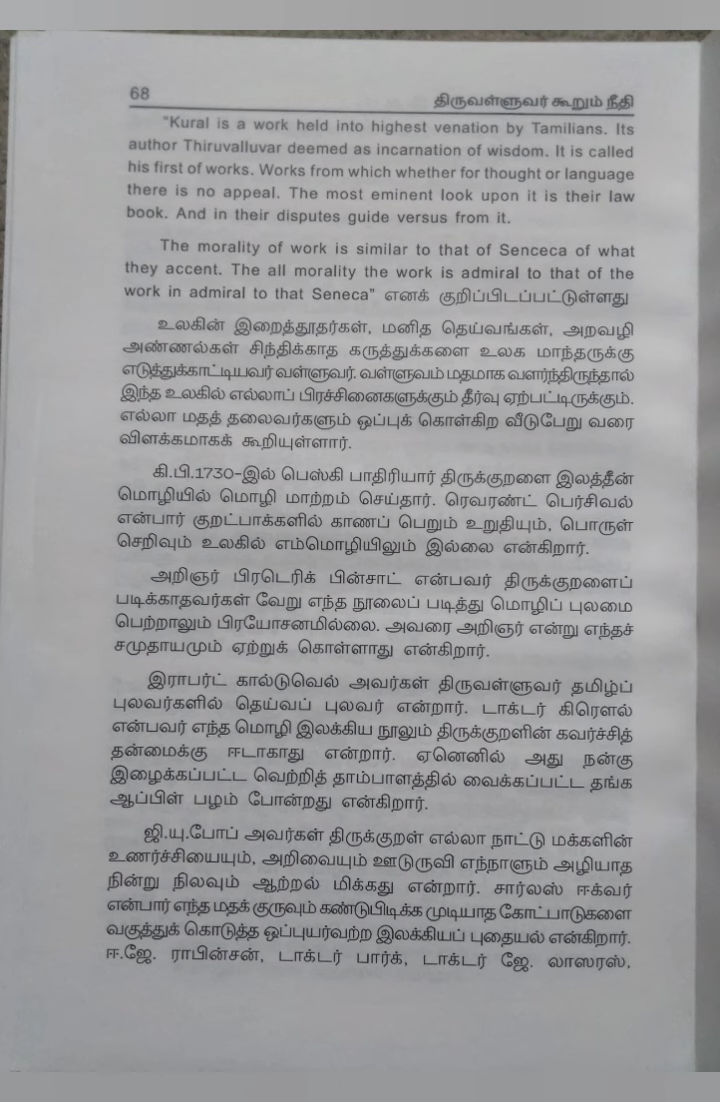 68
திருவள்ளுவர் கூறும் நீதி
"Kural is a work held into highest venation by Tamilians. Its
author Thiruvalluvar deemed as incarnation of wisdom. It is called
his first of works. Works from which whether for thought or language
there is no appeal. The most eminent look upon it is their law
book. And in their disputes guide versus from it.
The morality of work is similar to that of Senceca of what
they accent. The all morality the work is admiral to that of the
work in admiral to that Seneca" எனக் குறிப்பிடப்பட்டுள்ளது
உலகின் இறைத்தூதர்கள், மனித தெய்வங்கள், அறவழி
அண்ணல்கள் சிந்திக்காத கருத்துக்களை உலக மாந்தருக்கு
எடுத்துக்காட்டியவர் வள்ளுவர். வள்ளுவம் மதமாக வளர்ந்திருந்தால்
இந்த உலகில் எல்லாப் பிரச்சினைகளுக்கும் தீர்வு ஏற்பட்டிருக்கும்.
எல்லா மதத் தலைவர்களும் ஒப்புக் கொள்கிற வீடுபேறு வரை
விளக்கமாகக் கூறியுள்ளார்.
கி.பி.1730-இல் பெஸ்கி பாதிரியார் திருக்குறளை இலத்தீன்
மொழியில் மொழி மாற்றம் செய்தார். ரெவரண்ட் பெர்சிவல்
என்பார் குறட்பாக்களில் காணப் பெறும் உறுதியும், பொருள்
செறிவும் உலகில் எம்மொழியிலும் இல்லை என்கிறார்.
அறிஞர் பிரடெரிக் பின்சாட் என்பவர் திருக்குறளைப்
படிக்காதவர்கள் வேறு எந்த நூலைப் படித்து மொழிப் புலமை
பெற்றாலும் பிரயோசனமில்லை. அவரை அறிஞர் என்று எந்தச்
சமுதாயமும் ஏற்றுக் கொள்ளாது என்கிறார்.
இராபர்ட் கால்டுவெல் அவர்கள் திருவள்ளுவர் தமிழ்ப்
புலவர்களில் தெய்வப் புலவர் என்றார். டாக்டர் கிரௌல்
என்பவர் எந்த மொழி இலக்கிய நூலும் திருக்குறளின் கவர்ச்சித்
தன்மைக்கு ஈடாகாது என்றார். ஏனெனில் அது நன்கு
இழைக்கப்பட்ட வெற்றித் தாம்பாளத்தில் வைக்கப்பட்ட தங்க
ஆப்பிள் பழம் போன்றது என்கிறார்.
ஜி.யு.போப் அவர்கள் திருக்குறள் எல்லா நாட்டு மக்களின்
உணர்ச்சியையும், அறிவையும் ஊடுருவி எந்நாளும் அழியாத
நின்று நிலவும் ஆற்றல் மிக்கது என்றார். சார்லஸ் ஈக்வர்
என்பார் எந்த மதக் குருவும் கண்டுபிடிக்க முடியாத கோட்பாடுகளை
வகுத்துக் கொடுத்த ஒப்புயர்வற்ற இலக்கியப் புதையல் என்கிறார்.
ஈ.ஜே. ராபின்சன், டாக்டர் பார்க், டாக்டர் ஜே. லாஸரஸ்,